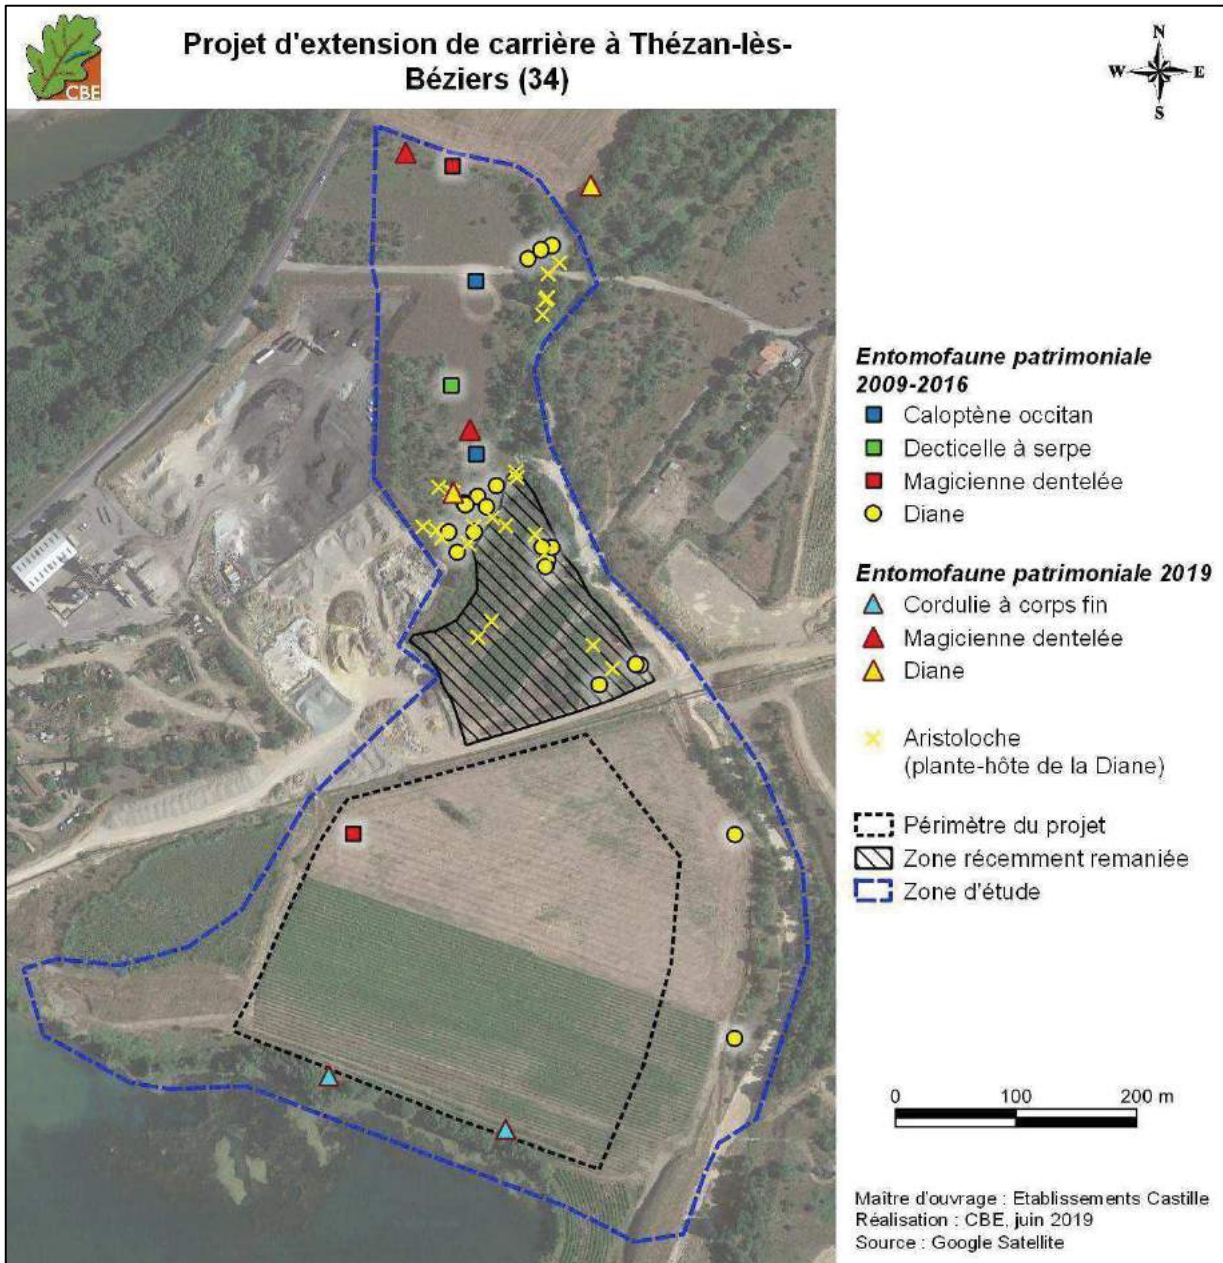 CBE
Projet d'extension de carrière à Thézan-lès-
Béziers (34)
N
W E
S
Entomofaune patrimoniale
2009-2016
Caloptène occitan
Decticelle à serpe
Magicienne dentelée
Diane
Entomofaune patrimoniale 2019
Cordulie à corps fin
Magicienne dentelée
Diane
Aristoloche
(plante-hôte de la Diane)
Périmètre du projet
Zone récemment remaniée
Zone d'étude
0 100 200 m
Maître d'ouvrage : Etablissements Castille
Réalisation : CBE, juin 2019
Source : Google Satellite